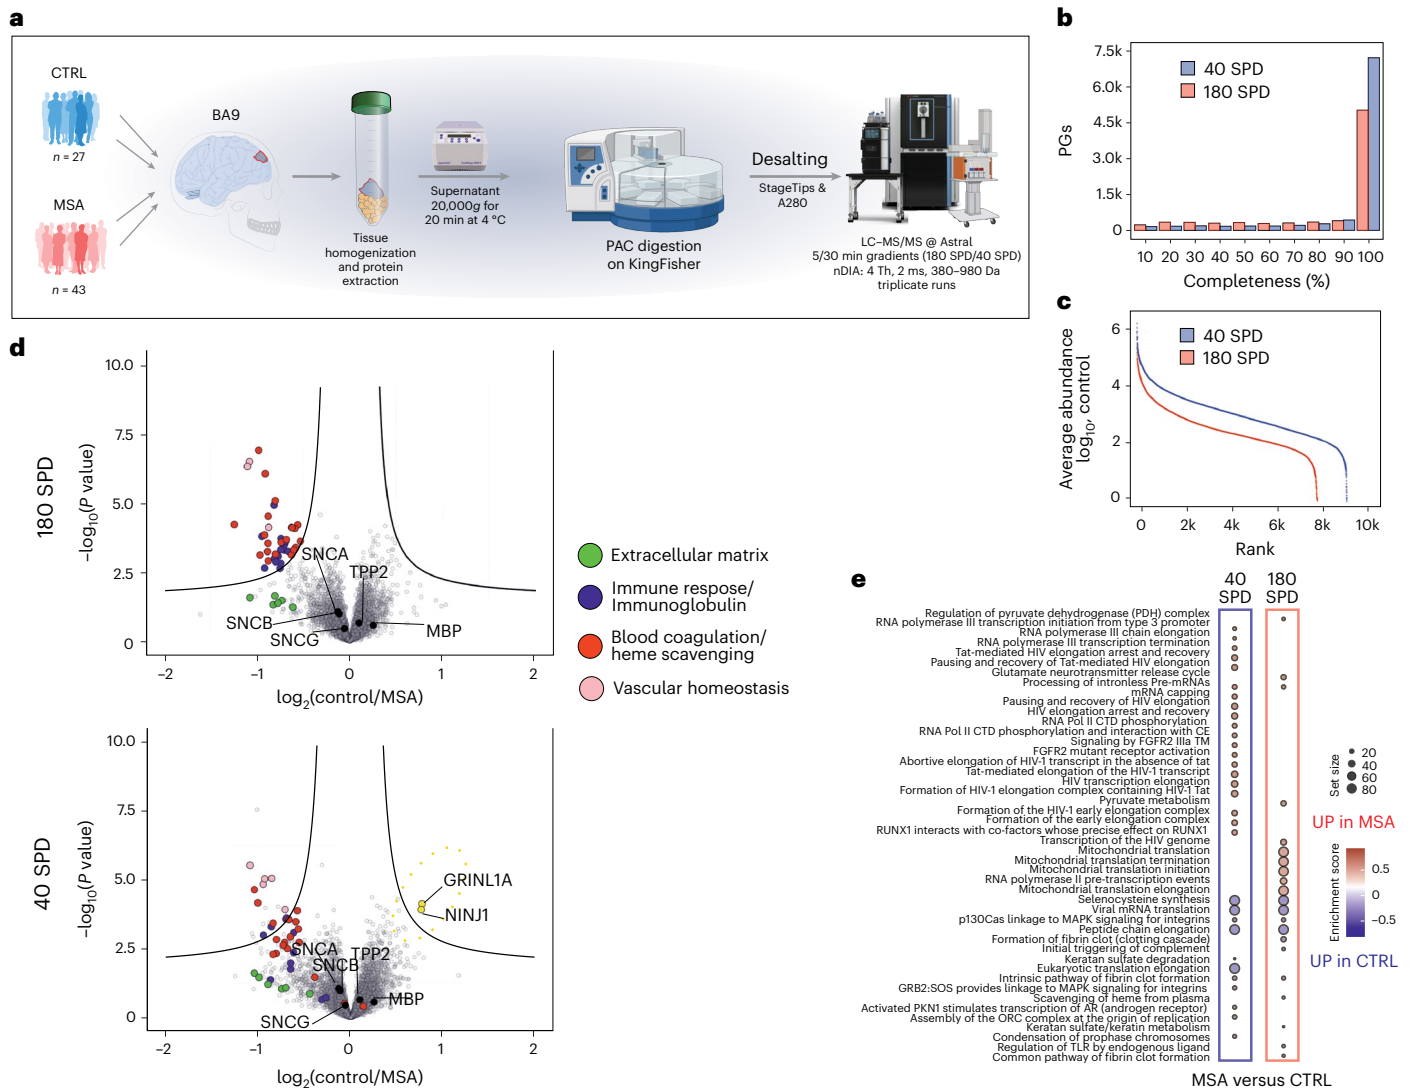 a
CTRL
n = 27
MSA
n = 43
BA9
Tissue
homogenization
and protein
extraction
Supernatant
20,000g for
20 min at 4 °C
PAC digestion
on KingFisher
Desalting
StageTips &
A280
LC–MS/MS @ Astral
5/30 min gradients (180 SPD/40 SPD)
nDIA: 4 Th, 2 ms, 380–980 Da
triplicate runs
b
7.5k
6.0k
4.5k
3.0k
1.5k
0
PGs
40 SPD
180 SPD
10 20 30 40 50 60 70 80 90 100
Completeness (%)
c
6
4
2
0
Average abundance
log10, control
40 SPD
180 SPD
0 2k 4k 6k 8k 10k
Rank
d
180 SPD
10.0
7.5
5.0
2.5
0
–log10(P value)
SNCA
TPP2
SNCB
SNCG
MBP
–2 –1 0 1 2
log2(control/MSA)
Extracellular matrix
Immune respose/
Immunoglobulin
Blood coagulation/
heme scavenging
Vascular homeostasis
40 SPD
10.0
7.5
5.0
2.5
0
–log10(P value)
GRINL1A
NINJ1
SNCA
TPP2
SNCB
MBP
SNCG
–2 –1 0 1 2
log2(control/MSA)
e
40
SPD
180
SPD
Regulation of pyruvate dehydrogenase (PDH) complex
RNA polymerase III transcription initiation from type 3 promoter
RNA polymerase III chain elongation
RNA polymerase III transcription termination
Tat-mediated HIV elongation arrest and recovery
Pausing and recovery of Tat-mediated HIV elongation
Glutamate neurotransmitter release cycle
Processing of intronless Pre-mRNAs
mRNA capping
Pausing and recovery of HIV elongation
HIV elongation arrest and recovery
RNA Pol II CTD phosphorylation
RNA Pol II CTD phosphorylation and interaction with CE
Signaling by FGFR2 IIIa TM
FGFR2 mutant receptor activation
Abortive elongation of HIV-1 transcript in the absence of tat
Tat-mediated elongation of the HIV-1 transcript
HIV transcription elongation
Formation of HIV-1 elongation complex containing HIV-1 Tat
Pyruvate metabolism
Formation of the HIV-1 early elongation complex
Formation of the early elongation complex
RUNX1 interacts with co-factors whose precise effect on RUNX1
Transcription of the HIV genome
Mitochondrial translation
Mitochondrial translation termination
Mitochondrial translation initiation
RNA polymerase II pre-transcription events
Mitochondrial translation elongation
Selenocysteine synthesis
Viral mRNA translation
p130Cas linkage to MAPK signaling for integrins
Peptide chain elongation
Formation of fibrin clot (clotting cascade)
Initial triggering of complement
Keratan sulfate degradation
Eukaryotic translation elongation
Intrinsic pathway of fibrin clot formation
GRB2:SOS provides linkage to MAPK signaling for integrins
Scavenging of heme from plasma
Activated PKN1 stimulates transcription of AR (androgen receptor)
Assembly of the ORC complex at the origin of replication
Keratan sulfate/keratin metabolism
Condensation of prophase chromosomes
Regulation of TLR by endogenous ligand
Common pathway of fibrin clot formation
MSA versus CTRL
Set size
20
40
60
80
UP in MSA
Enrichment score
0.5
0
–0.5
UP in CTRL